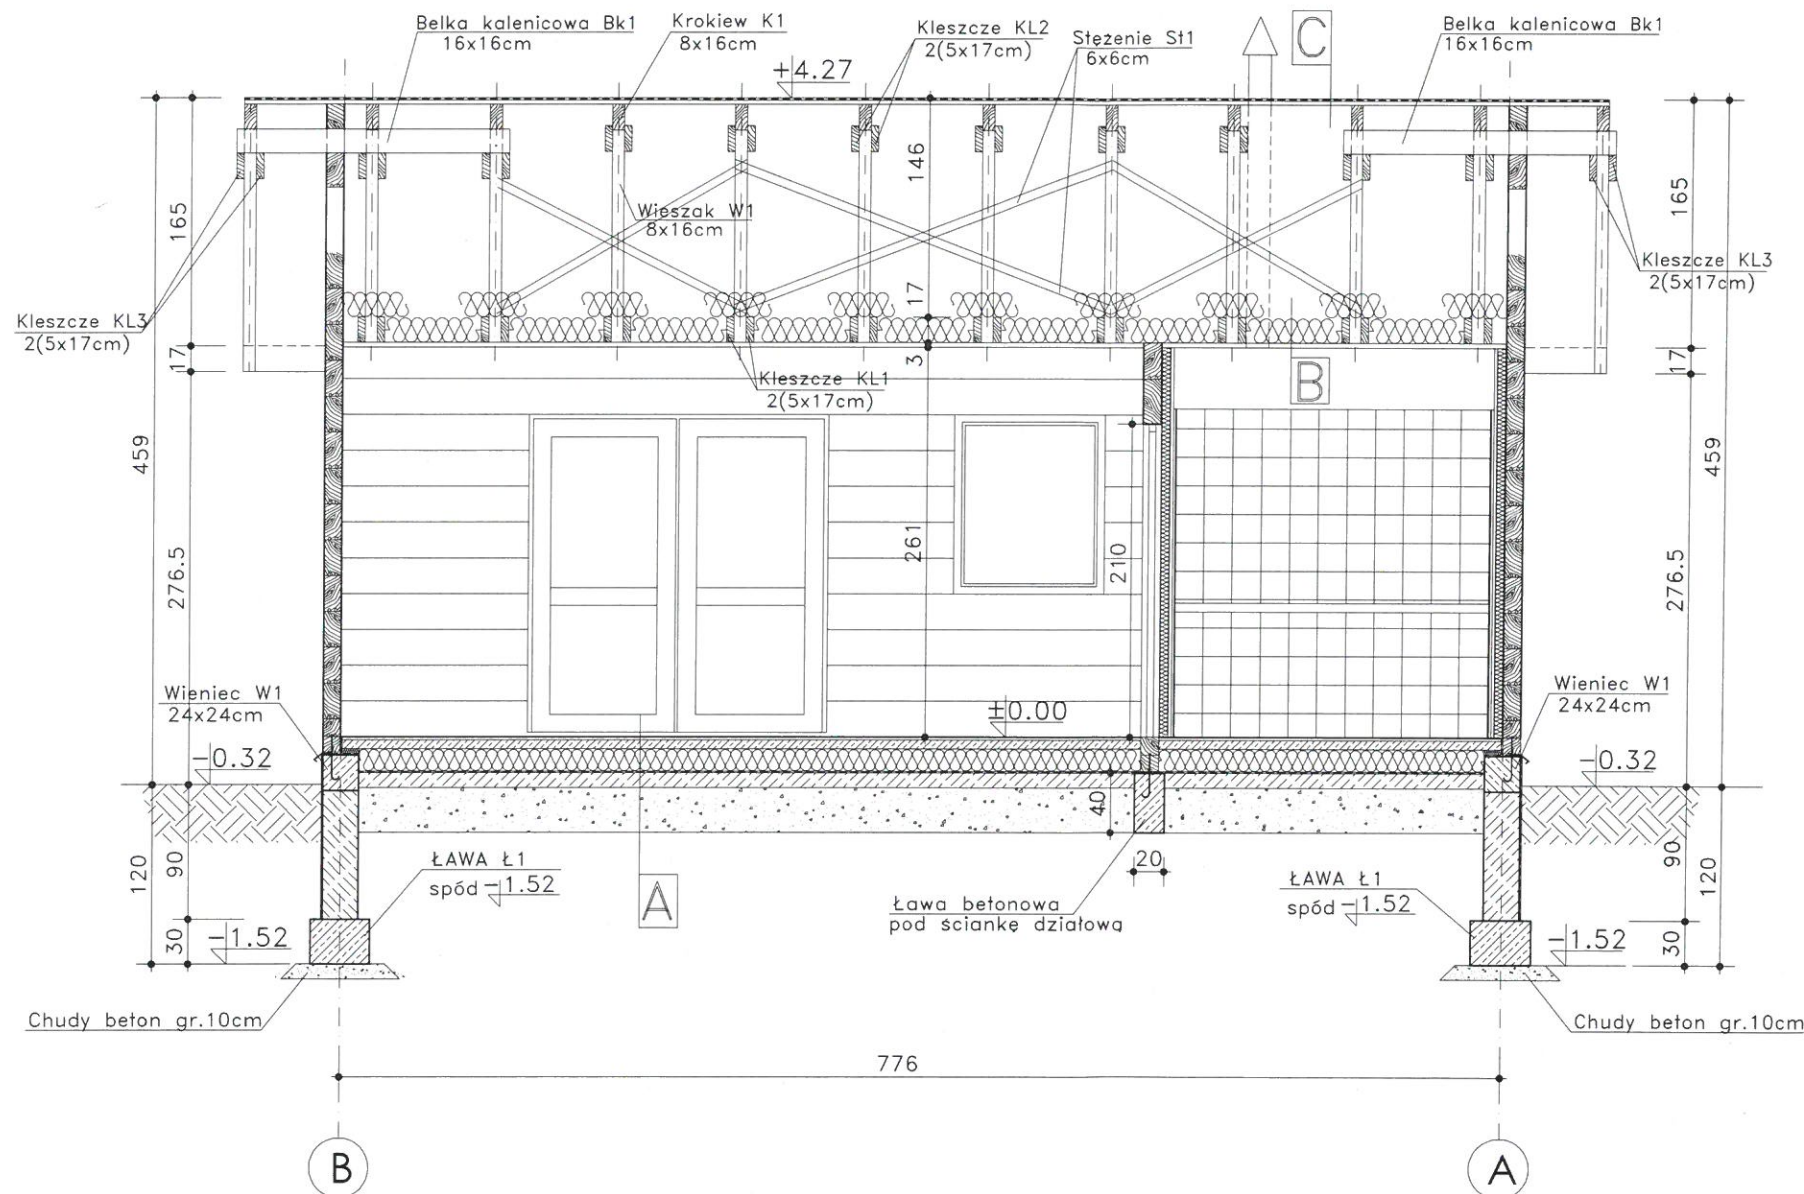 Belka kalenicowa Bk1
16x16cm
Krokiew K1
8x16cm
Kleszcze KL2
2(5x17cm)
Stężenie St1
6x6cm
C
Belka kalenicowa Bk1
16x16cm
+4.27
146
165
165
Wieszak W1
8x16cm
Kleszcze KL3
2(5x17cm)
Kleszcze KL3
2(5x17cm)
17
17
17
3
Kleszcze KL1
2(5x17cm)
B
459
459
276.5
276.5
261
210
Wieniec W1
24x24cm
±0.00
Wieniec W1
24x24cm
-0.32
-0.32
40
120
90
ŁAWA Ł1
spód -1.52
A
20
Ława betonowa
pod ściankę działową
ŁAWA Ł1
spód -1.52
90
120
30
-1.52
-1.52
30
Chudy beton gr.10cm
Chudy beton gr.10cm
776
B
A